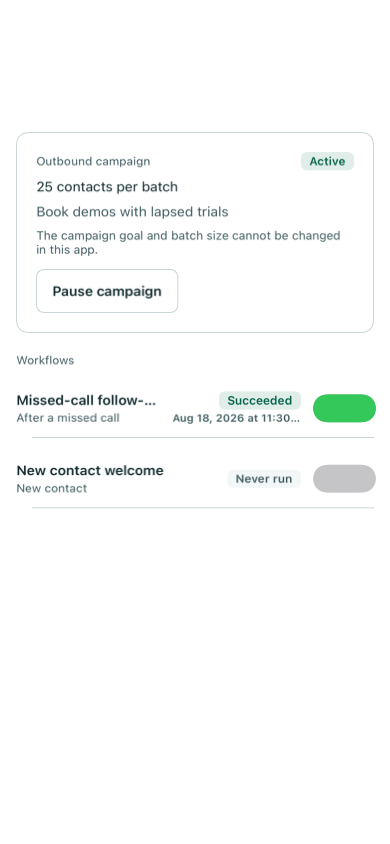 Outbound campaign
Active
25 contacts per batch
Book demos with lapsed trials
The campaign goal and batch size cannot be changed
in this app.
Pause campaign
Workflows
Missed-call follow-...
Succeeded
After a missed call
Aug 18, 2026 at 11:30...
New contact welcome
Never run
New contact